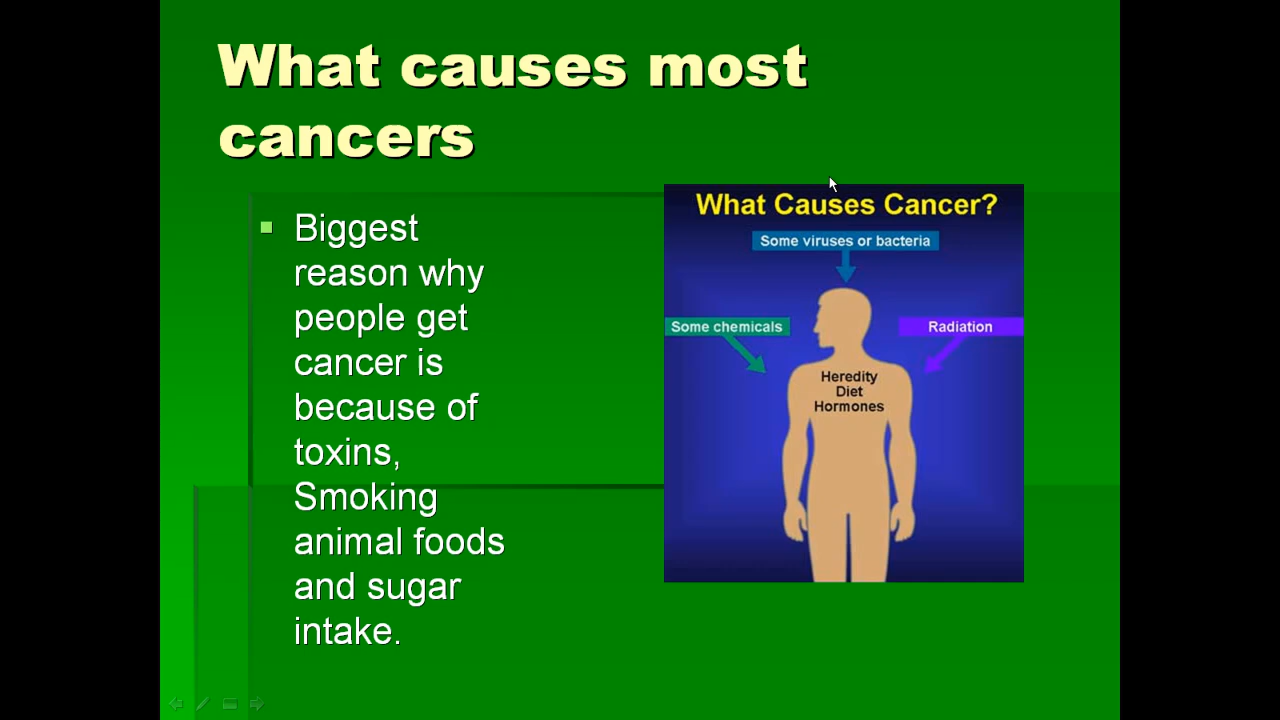 What causes most
cancers
Biggest
reason why
people get
cancer is
because of
toxins,
Smoking
animal foods
and sugar
intake.
What Causes Cancer?
Some viruses or bacteria
Some chemicals
Radiation
Heredity
Diet
Hormones